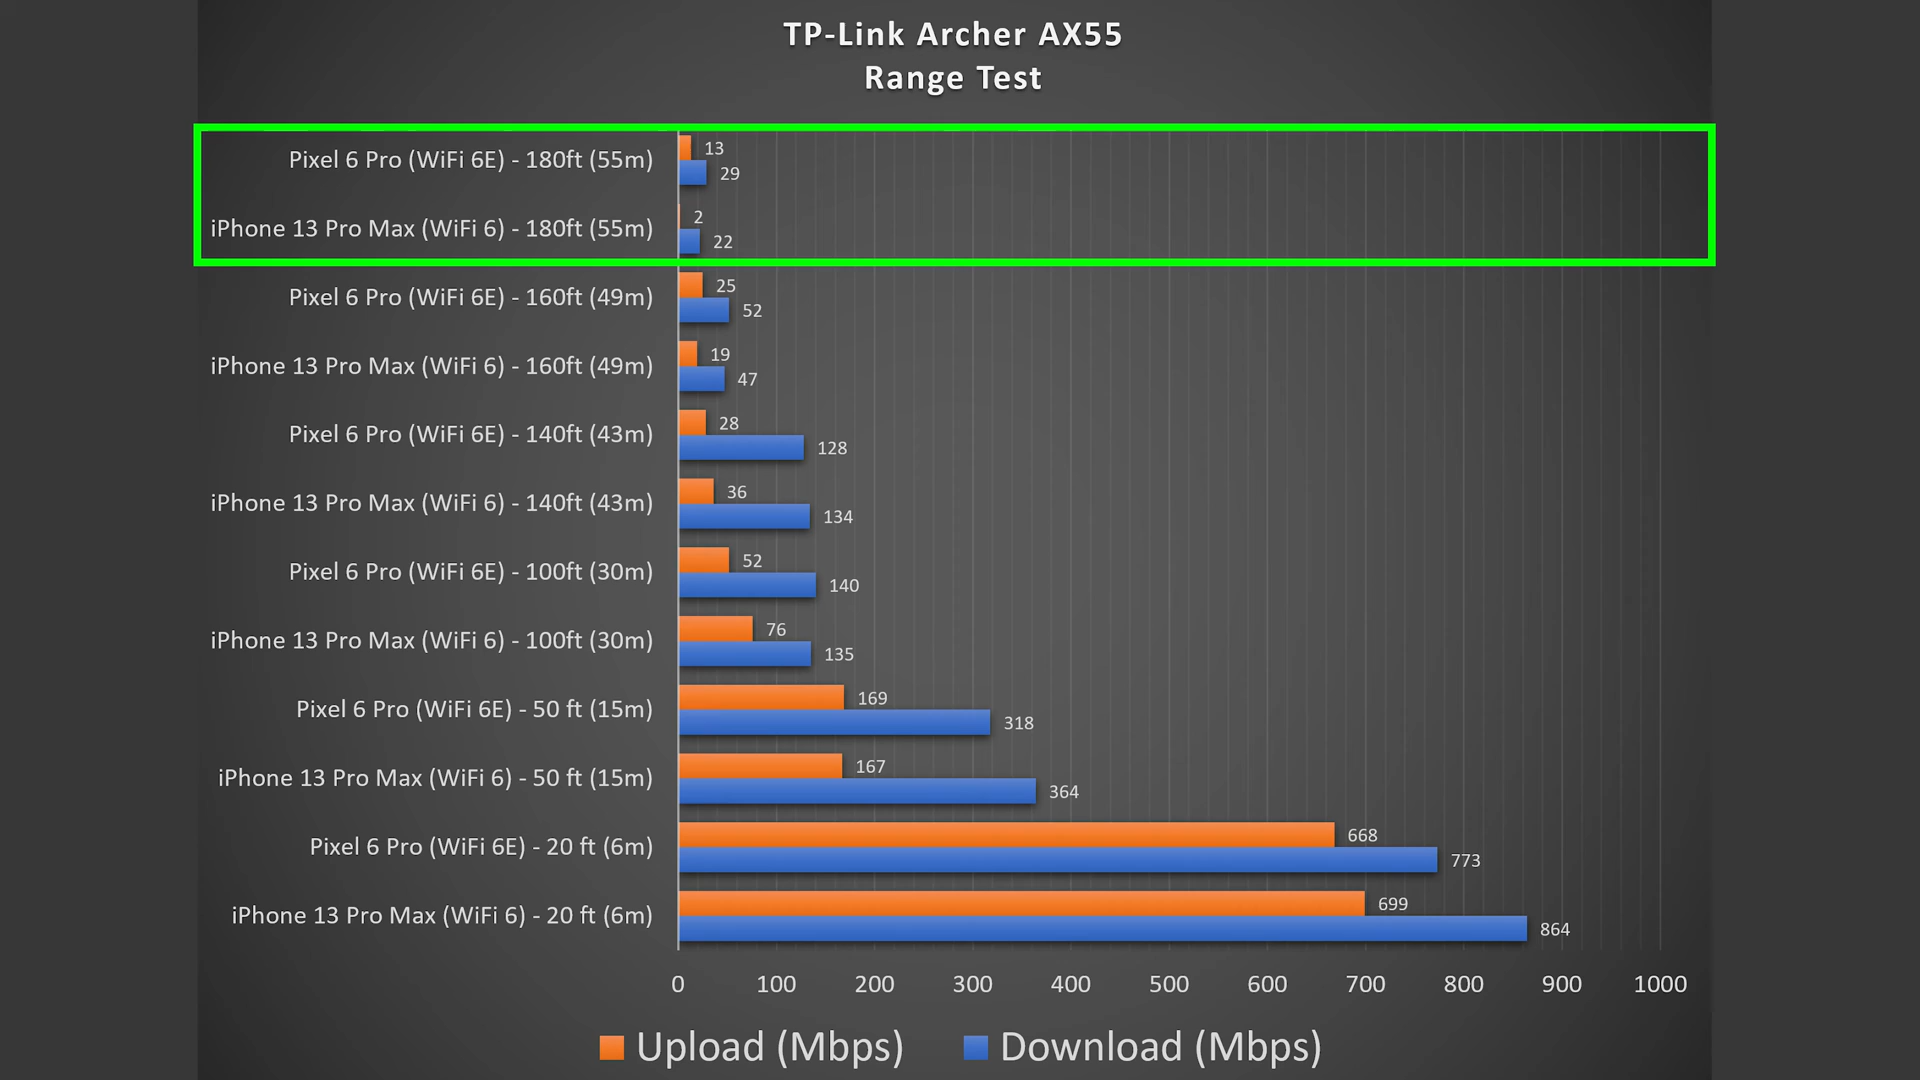 TP-Link Archer AX55
Range Test
Pixel 6 Pro (WiFi 6E) - 180ft (55m)
13
29
iPhone 13 Pro Max (WiFi 6) - 180ft (55m)
2
22
Pixel 6 Pro (WiFi 6E) - 160ft (49m)
25
52
iPhone 13 Pro Max (WiFi 6) - 160ft (49m)
19
47
Pixel 6 Pro (WiFi 6E) - 140ft (43m)
28
128
iPhone 13 Pro Max (WiFi 6) - 140ft (43m)
36
134
Pixel 6 Pro (WiFi 6E) - 100ft (30m)
52
140
iPhone 13 Pro Max (WiFi 6) - 100ft (30m)
76
135
Pixel 6 Pro (WiFi 6E) - 50 ft (15m)
169
318
iPhone 13 Pro Max (WiFi 6) - 50 ft (15m)
167
364
Pixel 6 Pro (WiFi 6E) - 20 ft (6m)
668
773
iPhone 13 Pro Max (WiFi 6) - 20 ft (6m)
699
864
0 100 200 300 400 500 600 700 800 900 1000
Upload (Mbps) Download (Mbps)